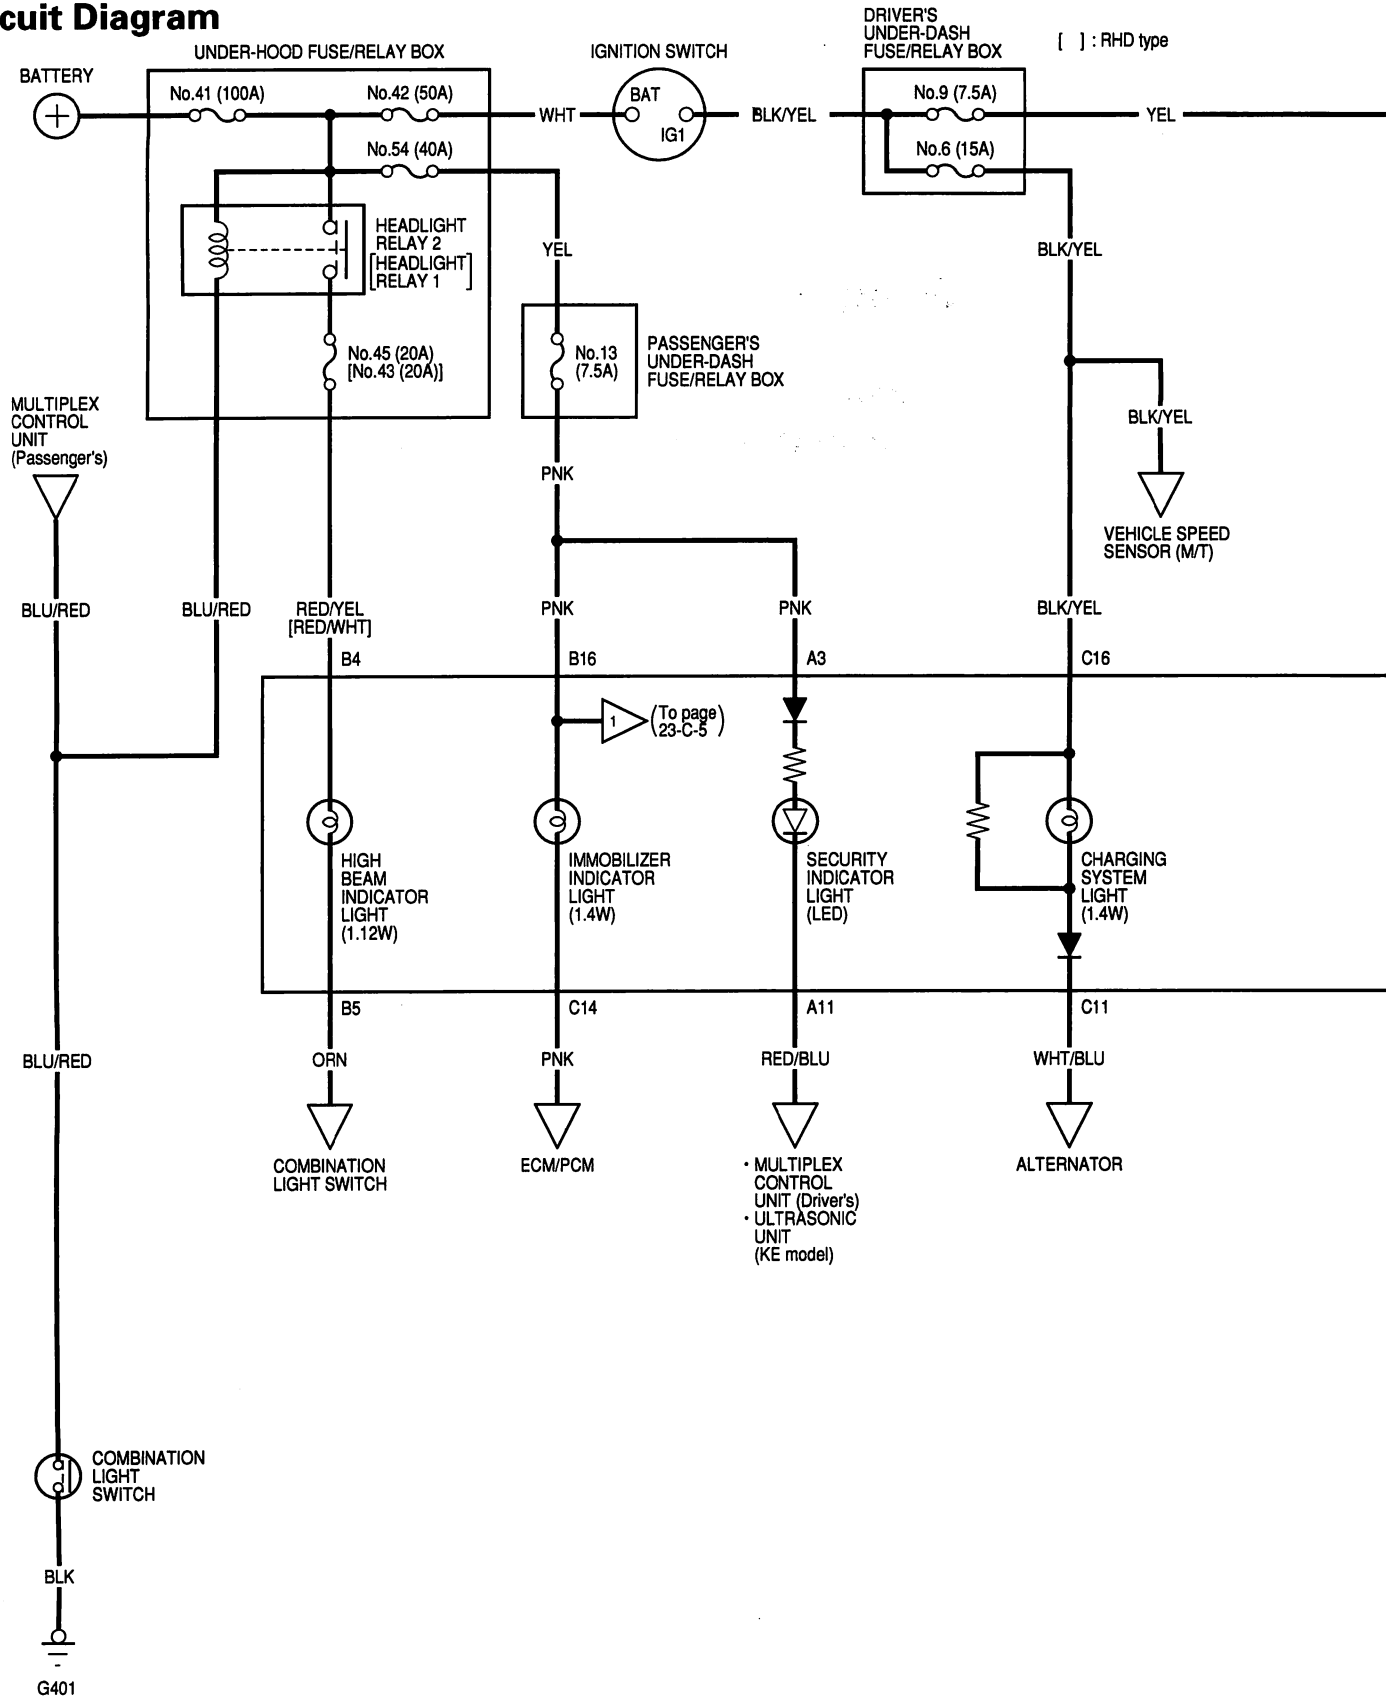 cuit Diagram
UNDER-HOOD FUSE/RELAY BOX
IGNITION SWITCH
DRIVER'S
UNDER-DASH
FUSE/RELAY BOX
[ ] : RHD type
BATTERY
No.41 (100A)
No.42 (50A)
WHT
BAT
IG1
BLK/YEL
No.9 (7.5A)
YEL
No.54 (40A)
No.6 (15A)
HEADLIGHT
RELAY 2
[HEADLIGHT]
[RELAY 1]
YEL
BLK/YEL
No.45 (20A)
[No.43 (20A)]
No.13
(7.5A)
PASSENGER'S
UNDER-DASH
FUSE/RELAY BOX
MULTIPLEX
CONTROL
UNIT
(Passenger's)
BLK/YEL
PNK
VEHICLE SPEED
SENSOR (M/T)
BLU/RED
BLU/RED
RED/YEL
[RED/WHT]
PNK
PNK
BLK/YEL
B4
B16
A3
C16
1
(To page
23-C-5)
HIGH
BEAM
INDICATOR
LIGHT
(1.12W)
IMMOBILIZER
INDICATOR
LIGHT
(1.4W)
SECURITY
INDICATOR
LIGHT
(LED)
CHARGING
SYSTEM
LIGHT
(1.4W)
B5
C14
A11
C11
BLU/RED
ORN
PNK
RED/BLU
WHT/BLU
COMBINATION
LIGHT SWITCH
ECM/PCM
• MULTIPLEX
CONTROL
UNIT (Driver's)
• ULTRASONIC
UNIT
(KE model)
ALTERNATOR
COMBINATION
LIGHT
SWITCH
BLK
G401